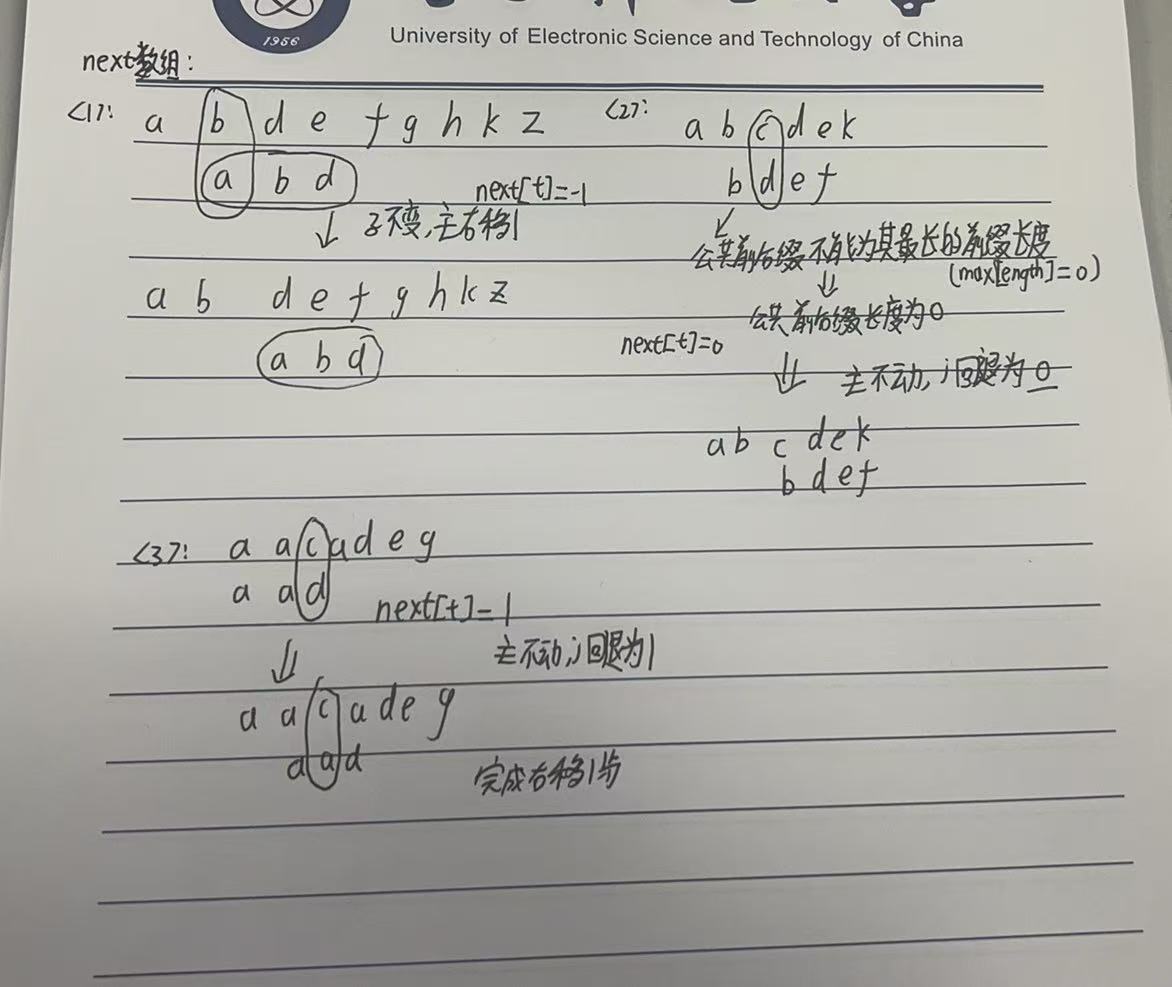 1956
University of Electronic Science and Technology of China
next数组:
<1>: a b d e f g h k z
a b d
next[t]=-1
↓ 子不变,主右移1
a b d e f g h k z
a b d
<2>: a b c d e k
b d e f
↙
公共前后缀不能为其最长的前缀长度
(max[length]=0)
⇓
公共前后缀长度为0
next[t]=0
⇓ 主不动,j回退为0
a b c d e k
b d e f
<3>: a a c a d e g
a a d
next[t]=1
⇓ 主不动,j回退为1
a a c a d e g
a a d
完成右移1步